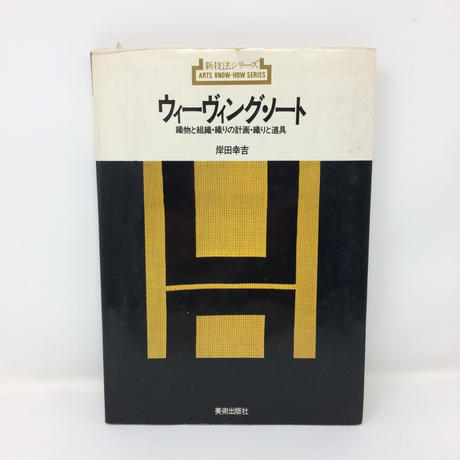 新技法シリーズ
ARTS KNOW-HOW SERIES
ウィーヴィング・ノート
織物と組織・織りの計画・織りと道具
岸田幸吉
美術出版社